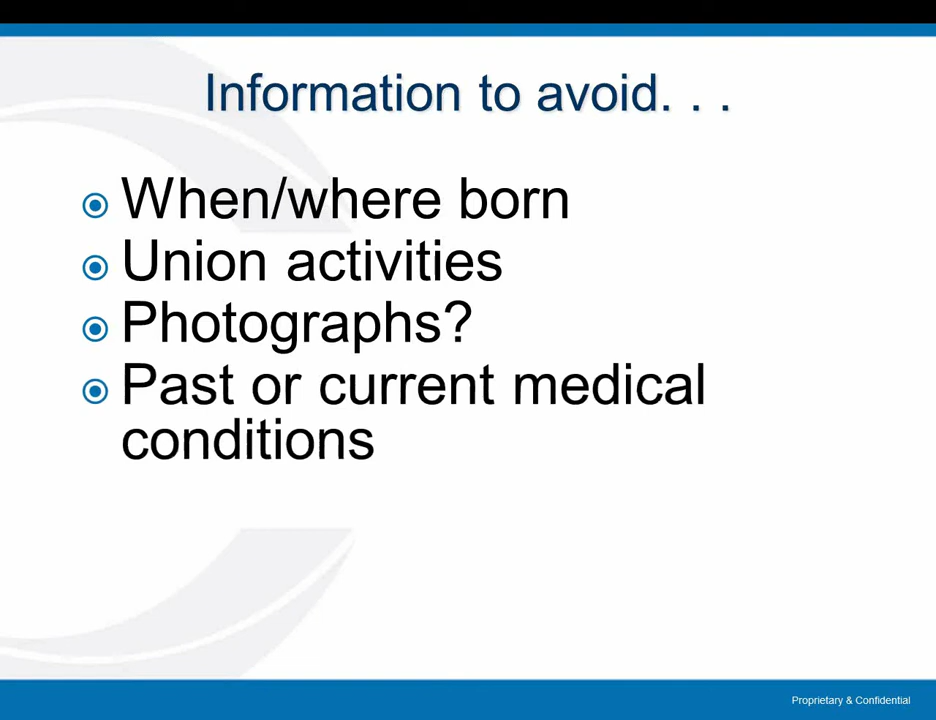 Information to avoid. . .
When/where born
Union activities
Photographs?
Past or current medical
conditions
Proprietary & Confidential